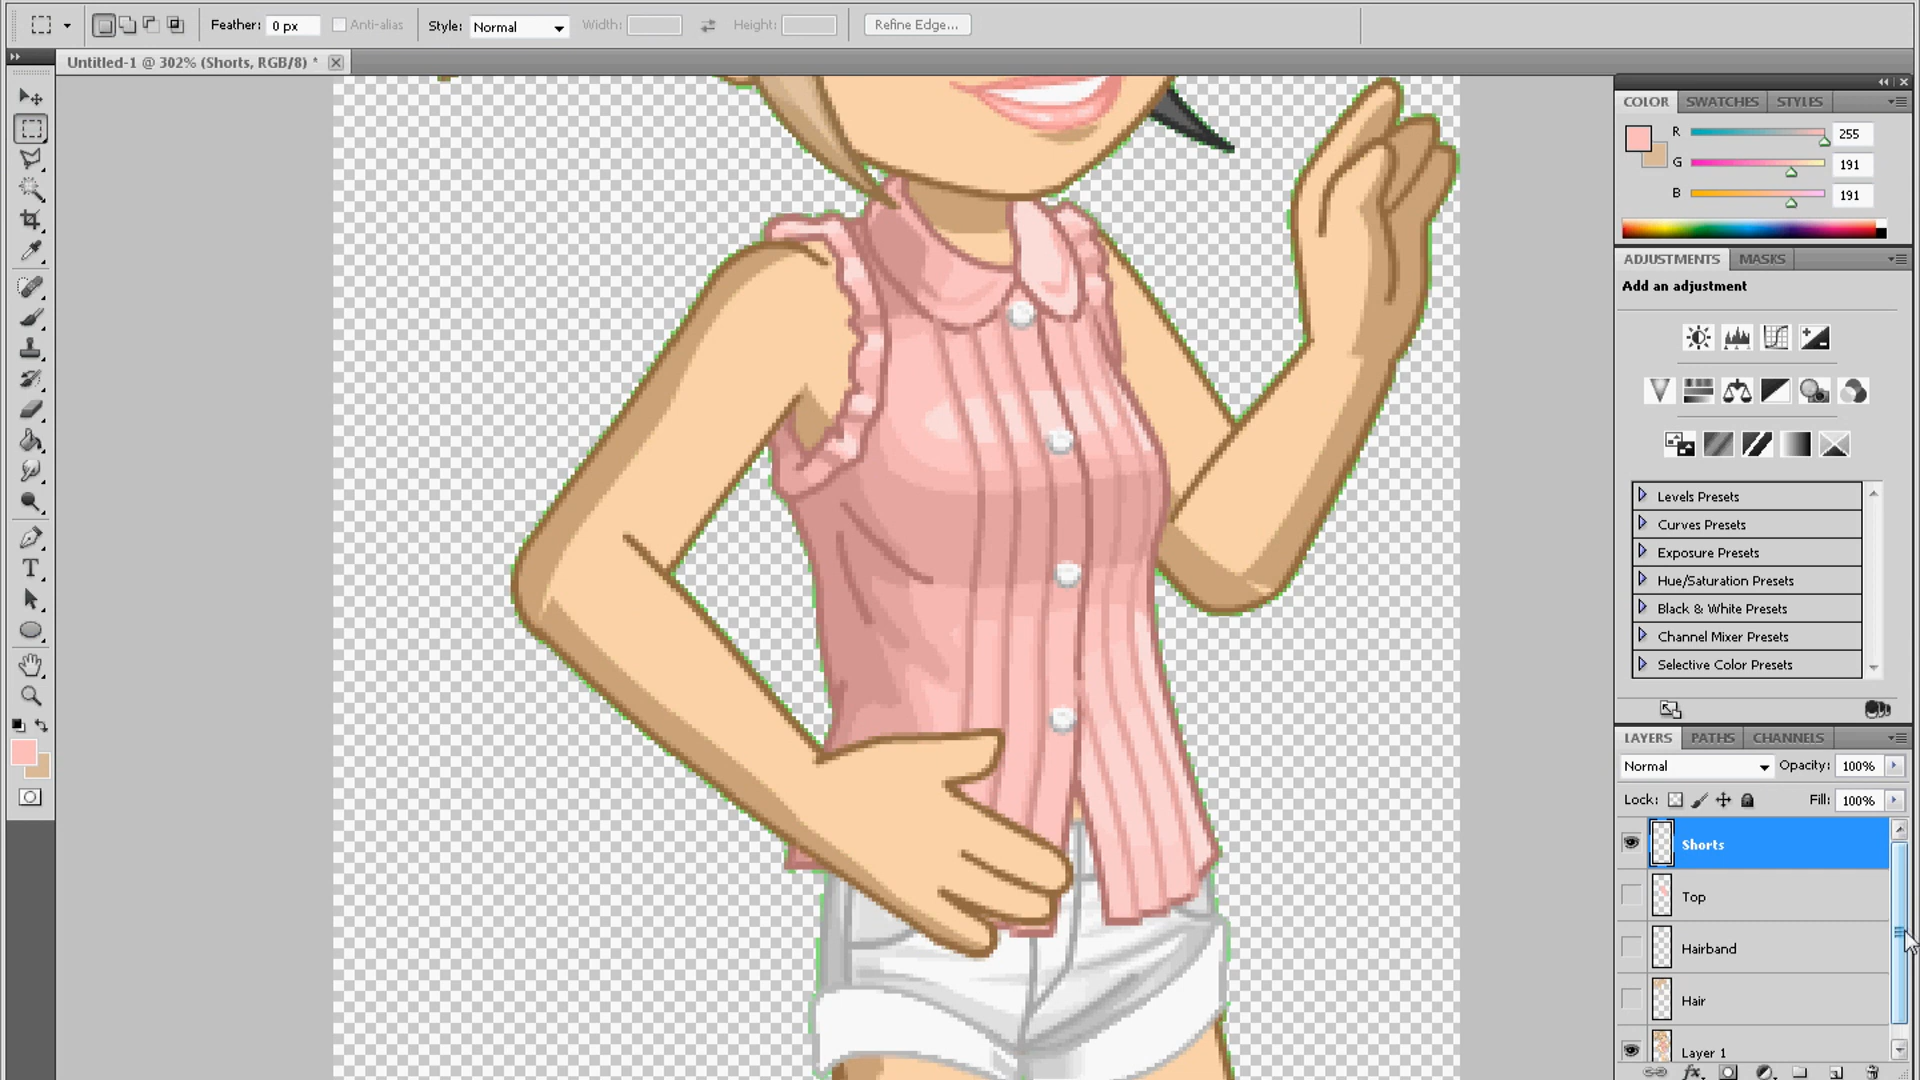 Feather: 0 px Anti-alias Style: Normal Width: Height: Refine Edge...
Untitled-1 @ 302% (Shorts, RGB/8) *
COLOR SWATCHES STYLES
R 255
G 191
B 191
ADJUSTMENTS MASKS
Add an adjustment
Levels Presets
Curves Presets
Exposure Presets
Hue/Saturation Presets
Black & White Presets
Channel Mixer Presets
Selective Color Presets
T
LAYERS PATHS CHANNELS
Normal Opacity: 100%
Lock: Fill: 100%
Shorts
Top
Hairband
Hair
Layer 1
fx